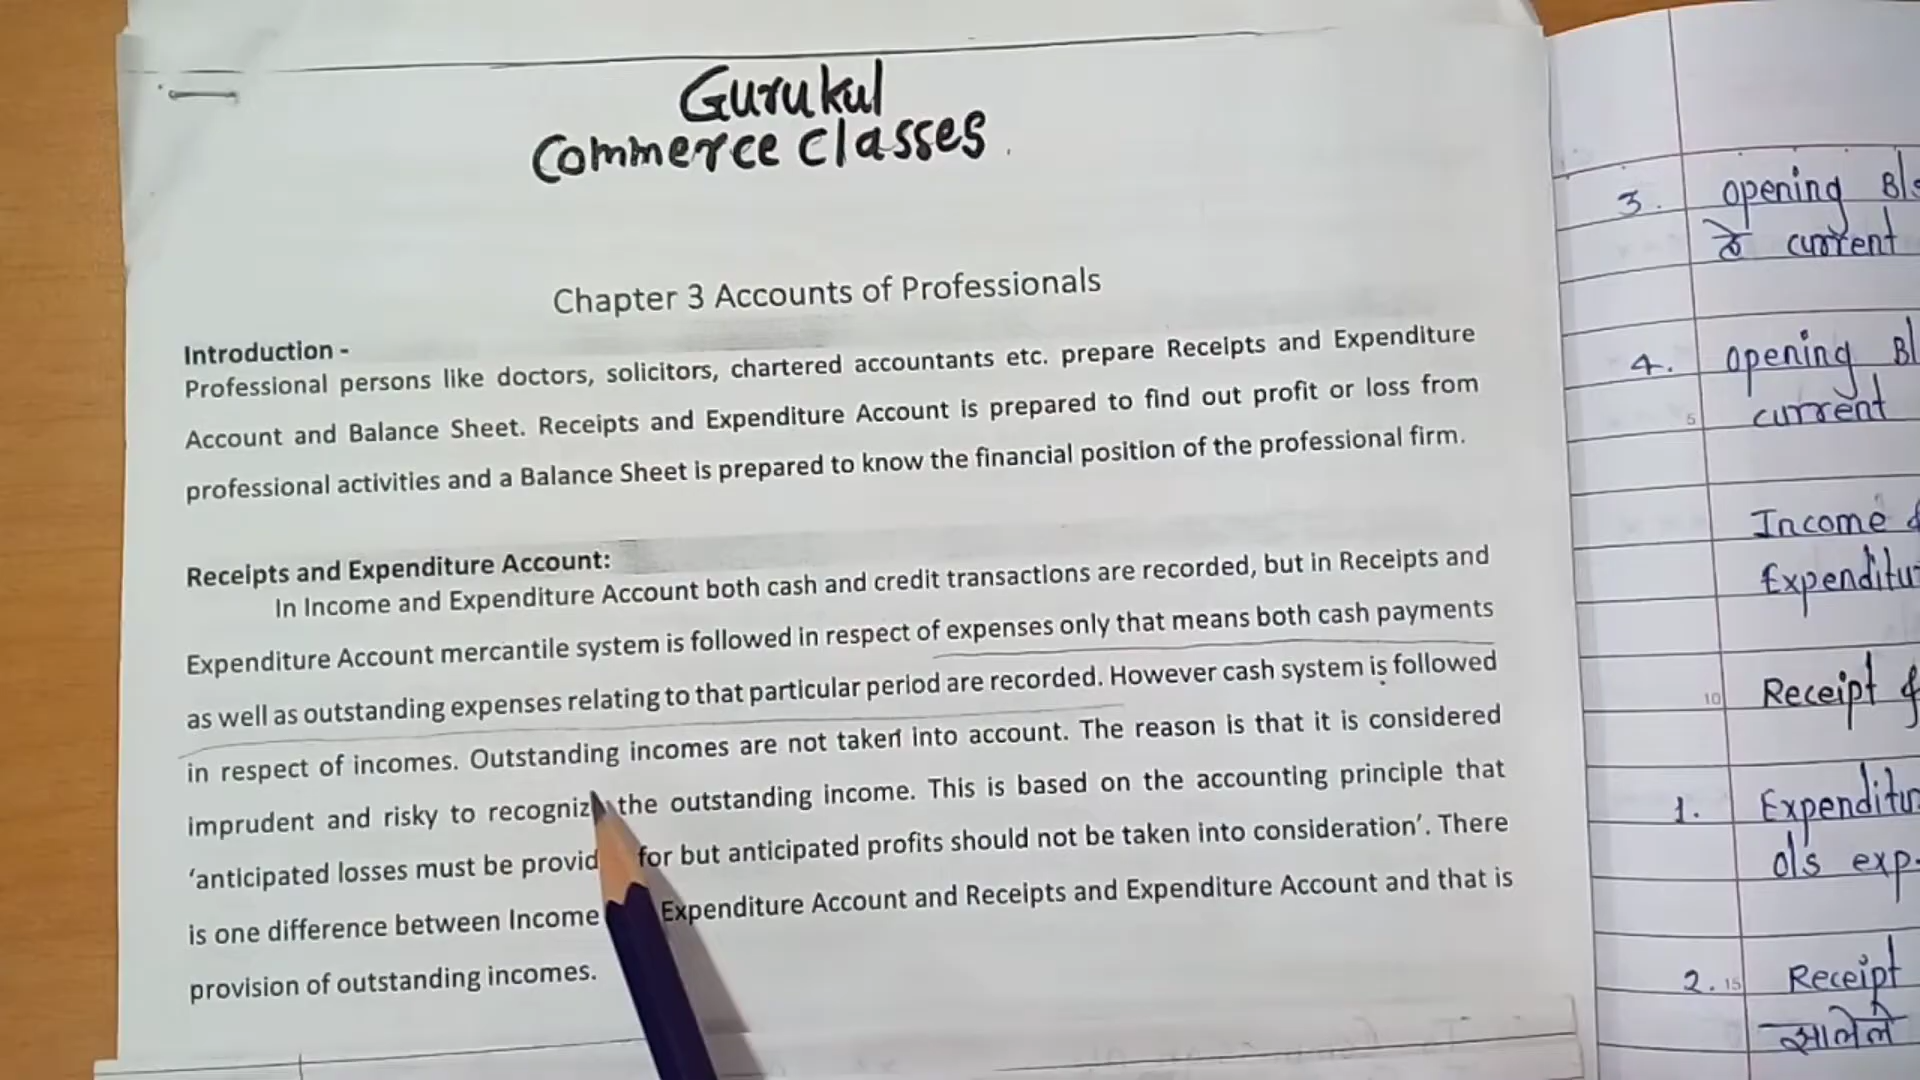 Gurukul
Commerce classes
Chapter 3 Accounts of Professionals
Introduction -
Professional persons like doctors, solicitors, chartered accountants etc. prepare Receipts and Expenditure
Account and Balance Sheet. Receipts and Expenditure Account is prepared to find out profit or loss from
professional activities and a Balance Sheet is prepared to know the financial position of the professional firm.
Receipts and Expenditure Account:
In Income and Expenditure Account both cash and credit transactions are recorded, but in Receipts and
Expenditure Account mercantile system is followed in respect of expenses only that means both cash payments
as well as outstanding expenses relating to that particular period are recorded. However cash system is followed
in respect of incomes. Outstanding incomes are not taken into account. The reason is that it is considered
imprudent and risky to recogniz the outstanding income. This is based on the accounting principle that
‘anticipated losses must be provid for but anticipated profits should not be taken into consideration’. There
is one difference between Income Expenditure Account and Receipts and Expenditure Account and that is
provision of outstanding incomes.
3. opening
current
4. opening Bl
5 current
Income &
Expenditu
10 Receipt &
1. Expenditur
o/s exp.
2. 15 Receipt
आलेले